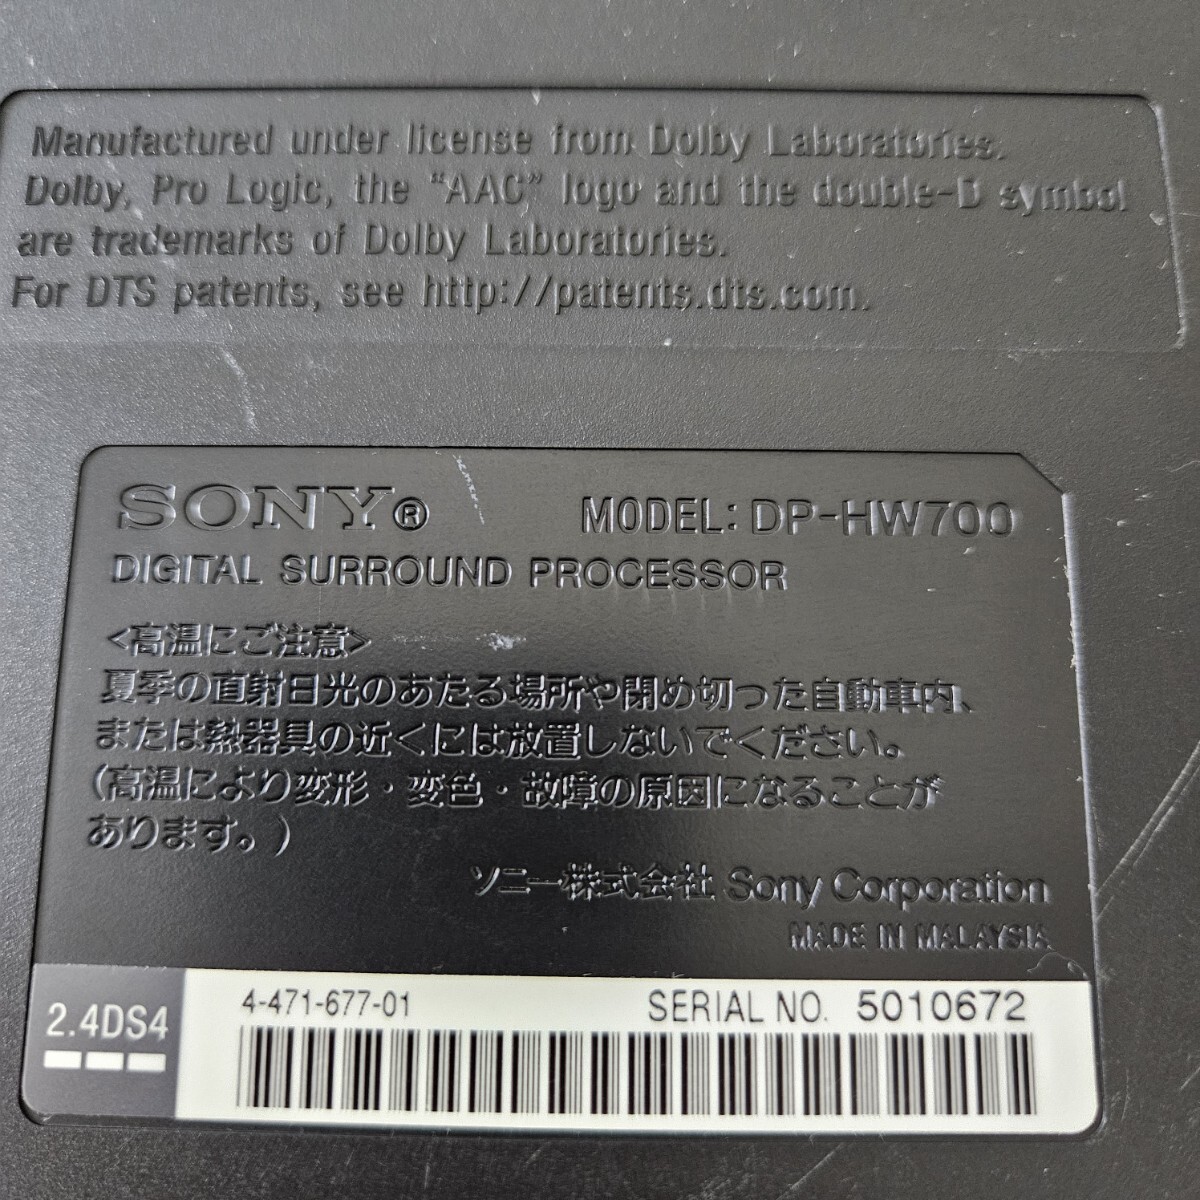 Manufactured under license from Dolby Laboratories.
Dolby, Pro Logic, the “AAC” logo and the double-D symbol
are trademarks of Dolby Laboratories.
For DTS patents, see http://patents.dts.com.
SONY® MODEL: DP-HW700
DIGITAL SURROUND PROCESSOR
<高温にご注意>
夏季の直射日光のあたる場所や閉め切った自動車内、
または熱器具の近くには放置しないでください。
(高温により変形・変色・故障の原因になることが
あります。)
ソニー株式会社 Sony Corporation
MADE IN MALAYSIA
2.4DS4
4-471-677-01 SERIAL NO. 5010672